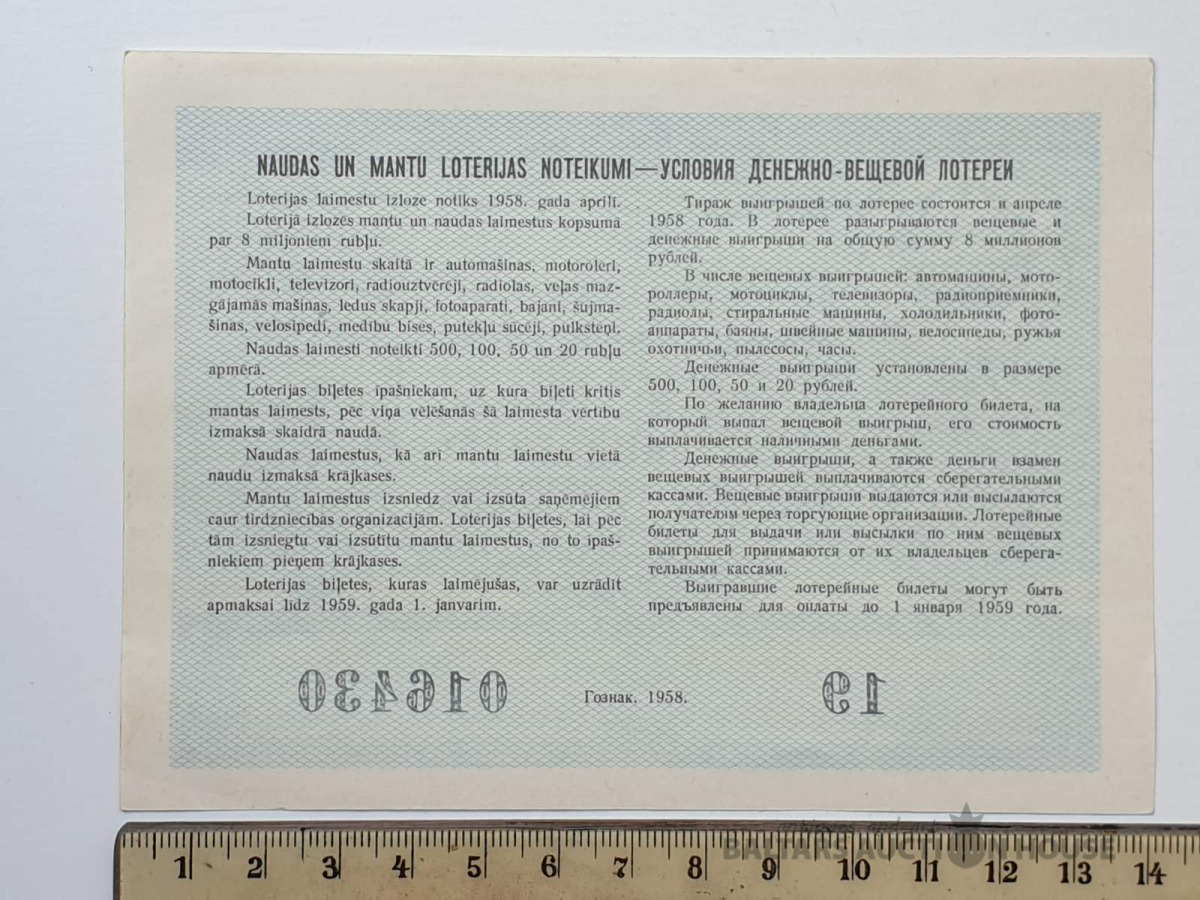 NAUDAS UN MANTU LOTERIJAS NOTEIKUMI—УСЛОВИЯ ДЕНЕЖНО-ВЕЩЕВОЙ ЛОТЕРЕИ
Loterijas laimestu izloze notiks 1958. gada aprīlī.
Loterijā izlozēs mantu un naudas laimestus kopsumā
par 8 miljoniem rubļu.
Mantu laimestu skaitā ir automašīnas, motoroleri,
motocikli, televizori, radiouztvērēji, radiolas, veļas maz-
gājamās mašīnas, ledus skapji, fotoaparāti, bajāni, šujma-
šīnas, velosipēdi, medību bises, putekļu sūcēji, pulksteņi.
Naudas laimesti noteikti 500, 100, 50 un 20 rubļu
apmērā.
Loterijas biļetes īpašniekam, uz kura biļeti kritīs
mantas laimests, pēc viņa vēlēšanās šā laimesta vērtību
izmaksā skaidrā naudā.
Naudas laimestus, kā arī mantu laimestu vietā
naudu izmaksā krājkases.
Mantu laimestus izsniedz vai izsūta saņēmējiem
caur tirdzniecības organizācijām. Loterijas biļetes, lai pēc
tām izsniegtu vai izsūtītu mantu laimestus, no to īpaš-
niekiem pieņem krājkases.
Loterijas biļetes, kuras laimējušas, var uzrādīt
apmaksai līdz 1959. gada 1. janvārim.
Тираж выигрышей по лотерее состоится в апреле
1958 года. В лотерее разыгрываются вещевые и
денежные выигрыши на общую сумму 8 миллионов
рублей.
В числе вещевых выигрышей: автомашины, мото-
роллеры, мотоциклы, телевизоры, радиоприемники,
радиолы, стиральные машины, холодильники, фото-
аппараты, баяны, швейные машины, велосипеды, ружья
охотничьи, пылесосы, часы.
Денежные выигрыши установлены в размере
500, 100, 50 и 20 рублей.
По желанию владельца лотерейного билета, на
который выпал вещевой выигрыш, его стоимость
выплачивается наличными деньгами.
Денежные выигрыши, а также деньги взамен
вещевых выигрышей выплачиваются сберегательными
кассами. Вещевые выигрыши выдаются или высылаются
получателям через торгующие организации. Лотерейные
билеты для выдачи или высылки по ним вещевых
выигрышей принимаются от их владельцев сберега-
тельными кассами.
Выигравшие лотерейные билеты могут быть
предъявлены для оплаты до 1 января 1959 года.
016430
Гознак. 1958.
19
BALTARS AUCTION HOUSE
1 2 3 4 5 6 7 8 9 10 11 12 13 14